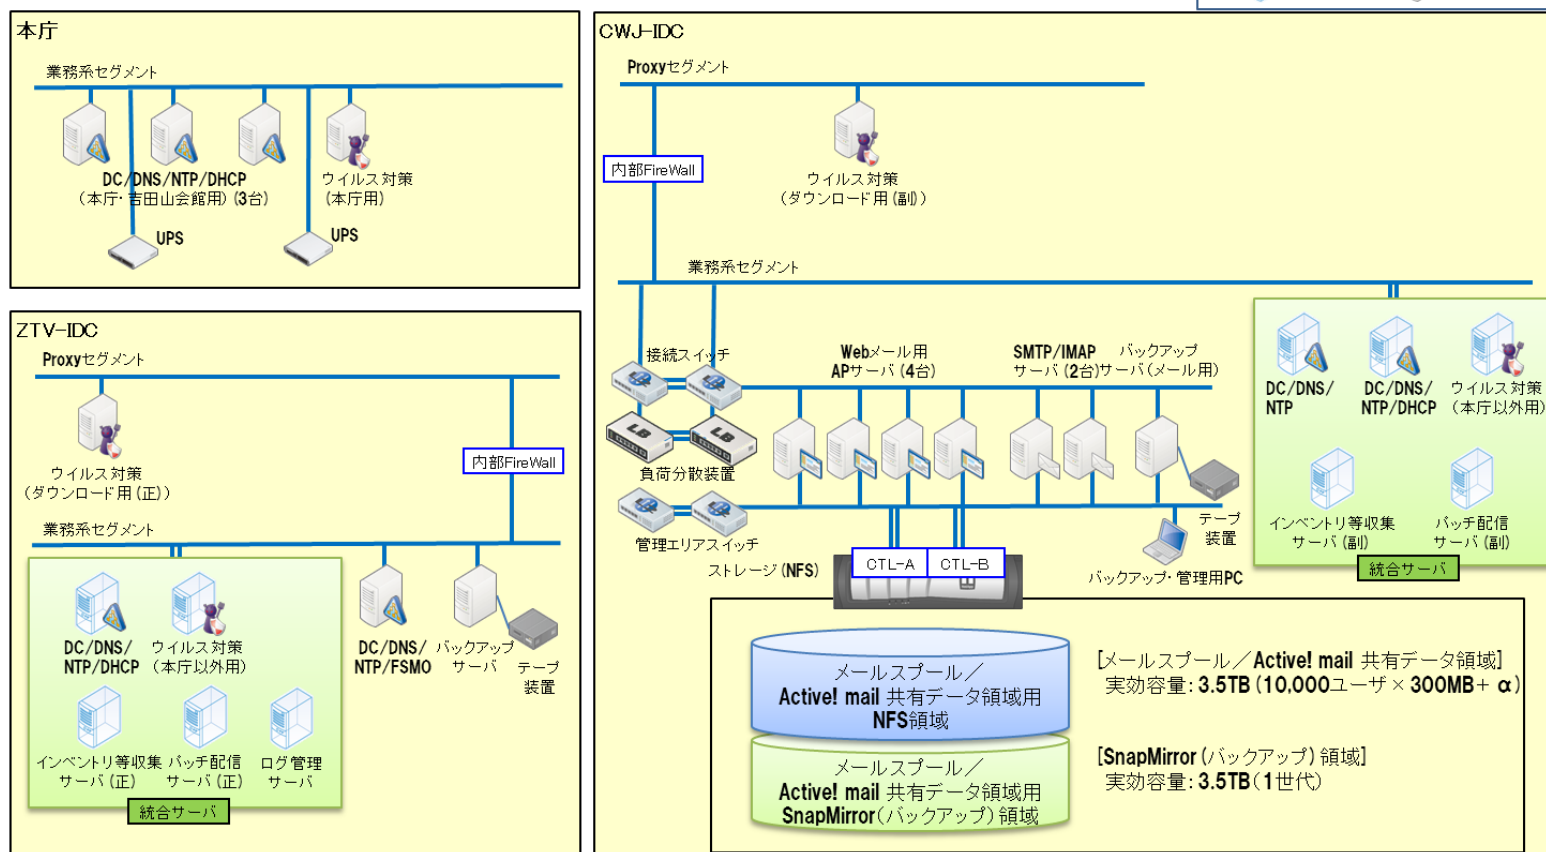 本庁
業務系セグメント
DC/DNS/NTP/DHCP
(本庁・吉田山会館用) (3台)
ウイルス対策
(本庁用)
UPS
UPS
ZTV-IDC
Proxyセグメント
ウイルス対策
(ダウンロード用(正))
内部FireWall
業務系セグメント
DC/DNS/
NTP/DHCP
ウイルス対策
(本庁以外用)
DC/DNS/
NTP/FSMO
バックアップ
サーバ
テープ
装置
インベントリ等収集
サーバ(正)
パッチ配信
サーバ(正)
ログ管理
サーバ
統合サーバ
CWJ-IDC
Proxyセグメント
内部FireWall
ウイルス対策
(ダウンロード用(副))
業務系セグメント
接続スイッチ
Webメール用
APサーバ(4台)
SMTP/IMAP
サーバ(2台)
バックアップ
サーバ(メール用)
LB
LB
負荷分散装置
管理エリアスイッチ
テープ
装置
ストレージ(NFS)
CTL-A
CTL-B
バックアップ・管理用PC
DC/DNS/
NTP
DC/DNS/
NTP/DHCP
ウイルス対策
(本庁以外用)
インベントリ等収集
サーバ(副)
パッチ配信
サーバ(副)
統合サーバ
メールスプール／
Active! mail 共有データ領域用
NFS領域
[メールスプール／Active! mail 共有データ領域]
実効容量: 3.5TB (10,000ユーザ×300MB+ α)
メールスプール／
Active! mail 共有データ領域用
SnapMirror(バックアップ)領域
[SnapMirror (バックアップ) 領域]
実効容量: 3.5TB(1世代)